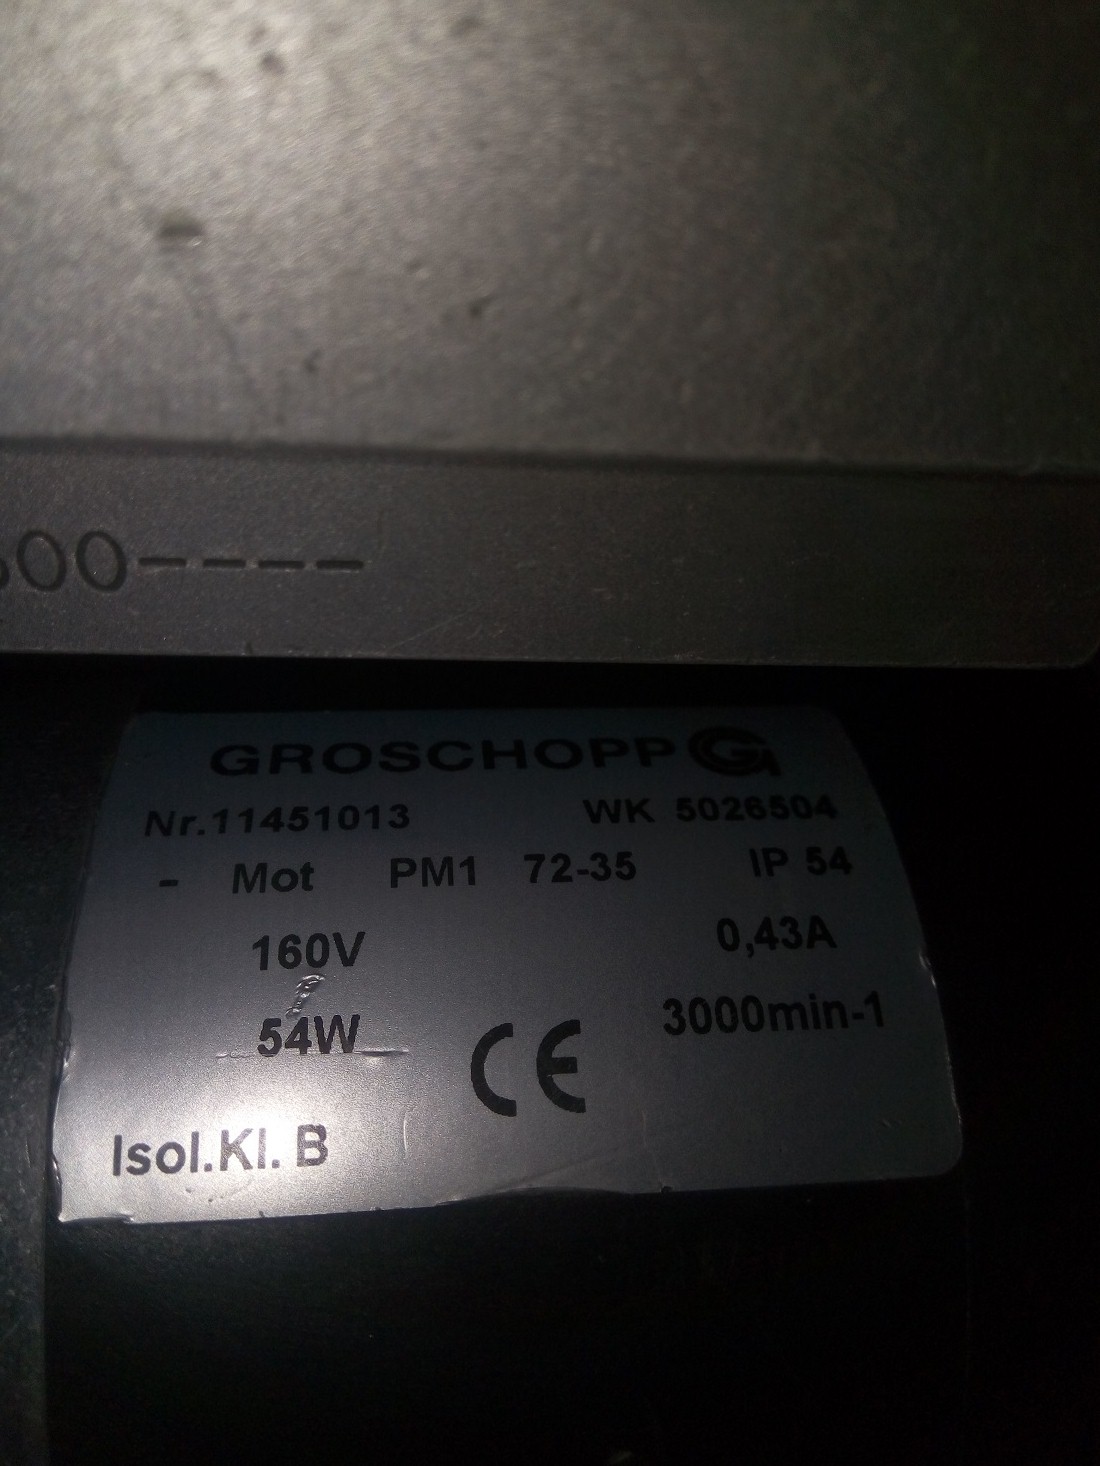 00----
GROSCHOPP
Nr.11451013 WK 5026504
- Mot PM1 72-35 IP 54
160V 0,43A
54W CE 3000min-1
Isol.Kl. B